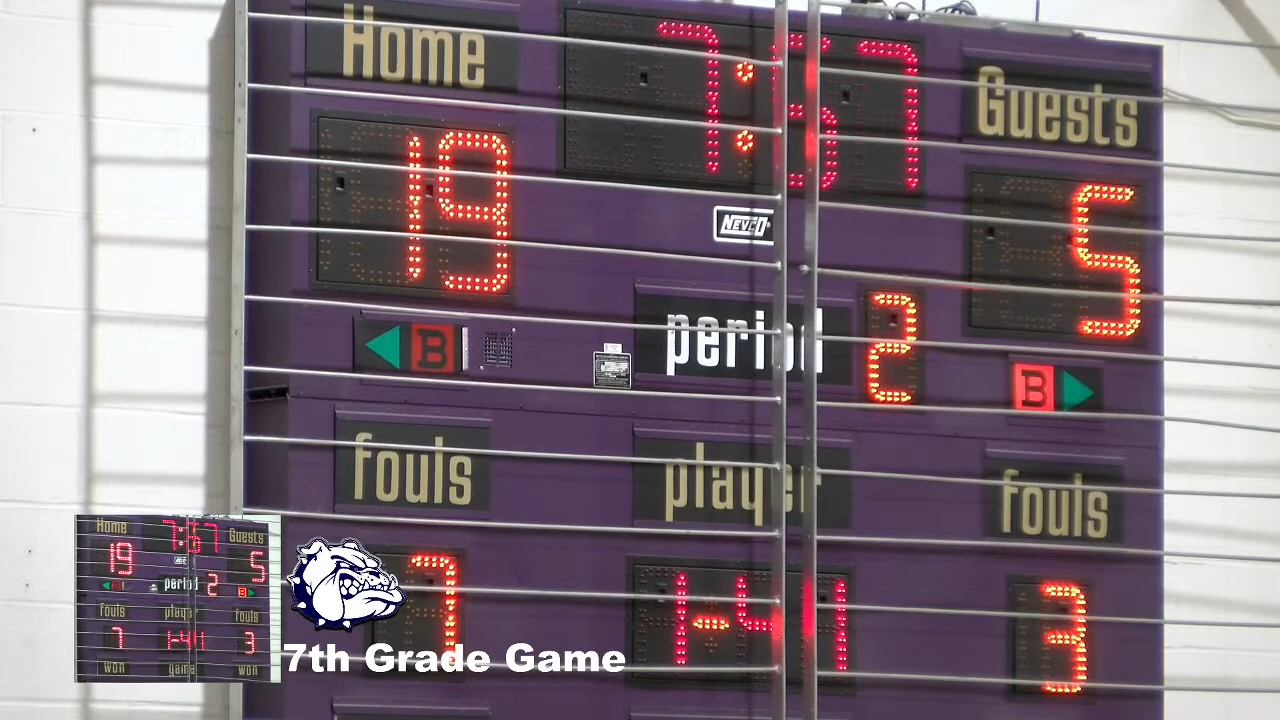 Home 7:57 Guests
19 5
NEVCO
period 2
B B
fouls player fouls
7 1-41 3
Home 7:57 Guests
19 5
period 2
B
fouls player fouls
7 1-41 3
won game won
7th Grade Game